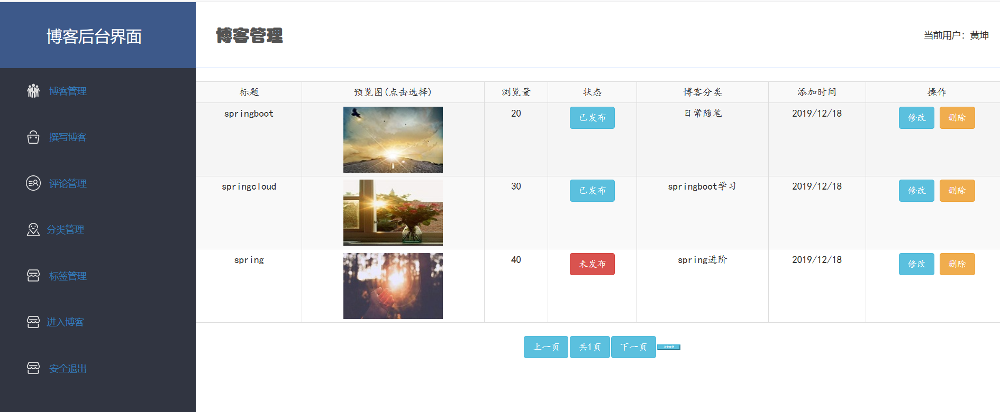 博客后台界面
博客管理
当前用户：黄坤
博客管理
撰写博客
评论管理
分类管理
标签管理
进入博客
安全退出
标题 预览图(点击选择) 浏览量 状态 博客分类 添加时间 操作
springboot 20 已发布 日常随笔 2019/12/18 修改 删除
springcloud 30 已发布 springboot学习 2019/12/18 修改 删除
spring 40 未发布 spring进阶 2019/12/18 修改 删除
上一页 共1页 下一页